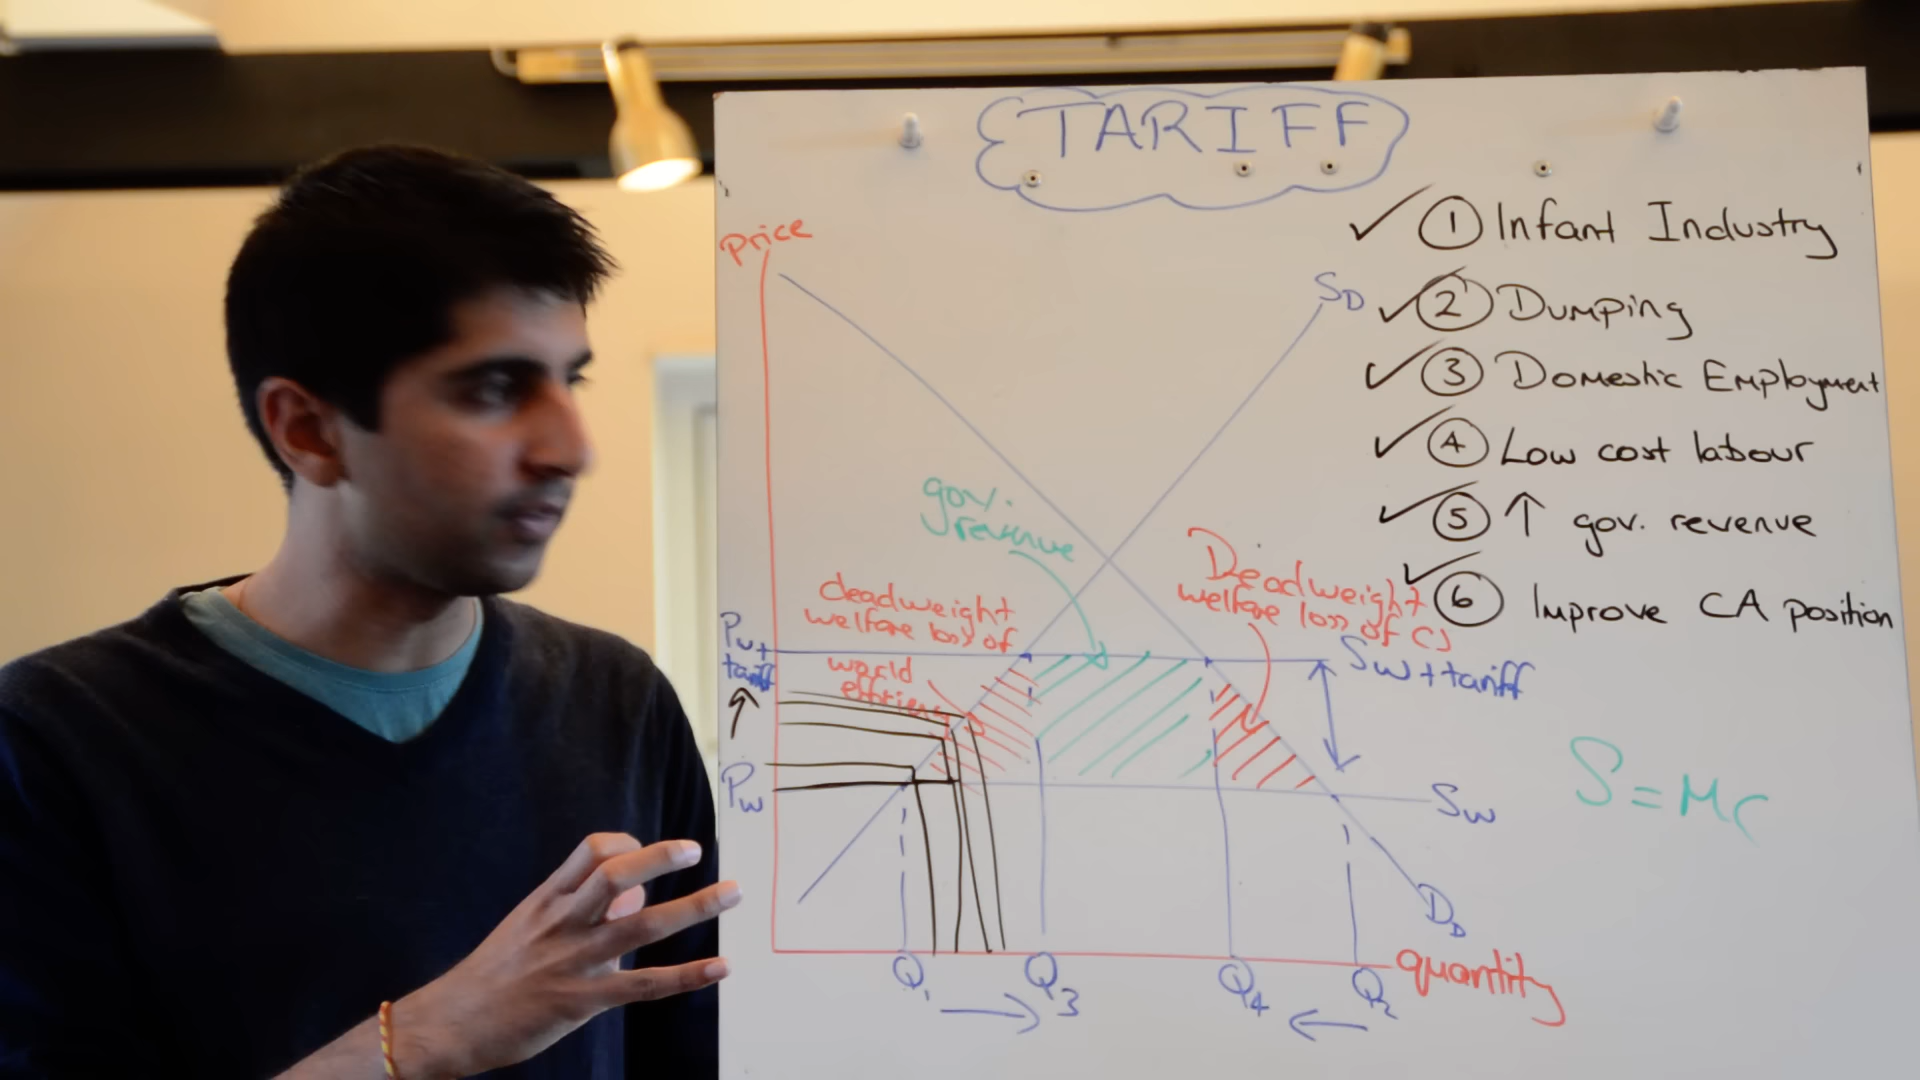 TARIFF
Price
① Infant Industry
② Dumping
③ Domestic Employment
④ Low cost labour
⑤ ↑ gov. revenue
⑥ Improve CA position
SD
gov.
revenue
deadweight
welfare loss of
world
efficiency
Deadweight
welfare loss of CS
Pw+
tariff
Sw+tariff
Pw
Sw
S=MC
DD
Q1
Q3
Q4
Q2
quantity